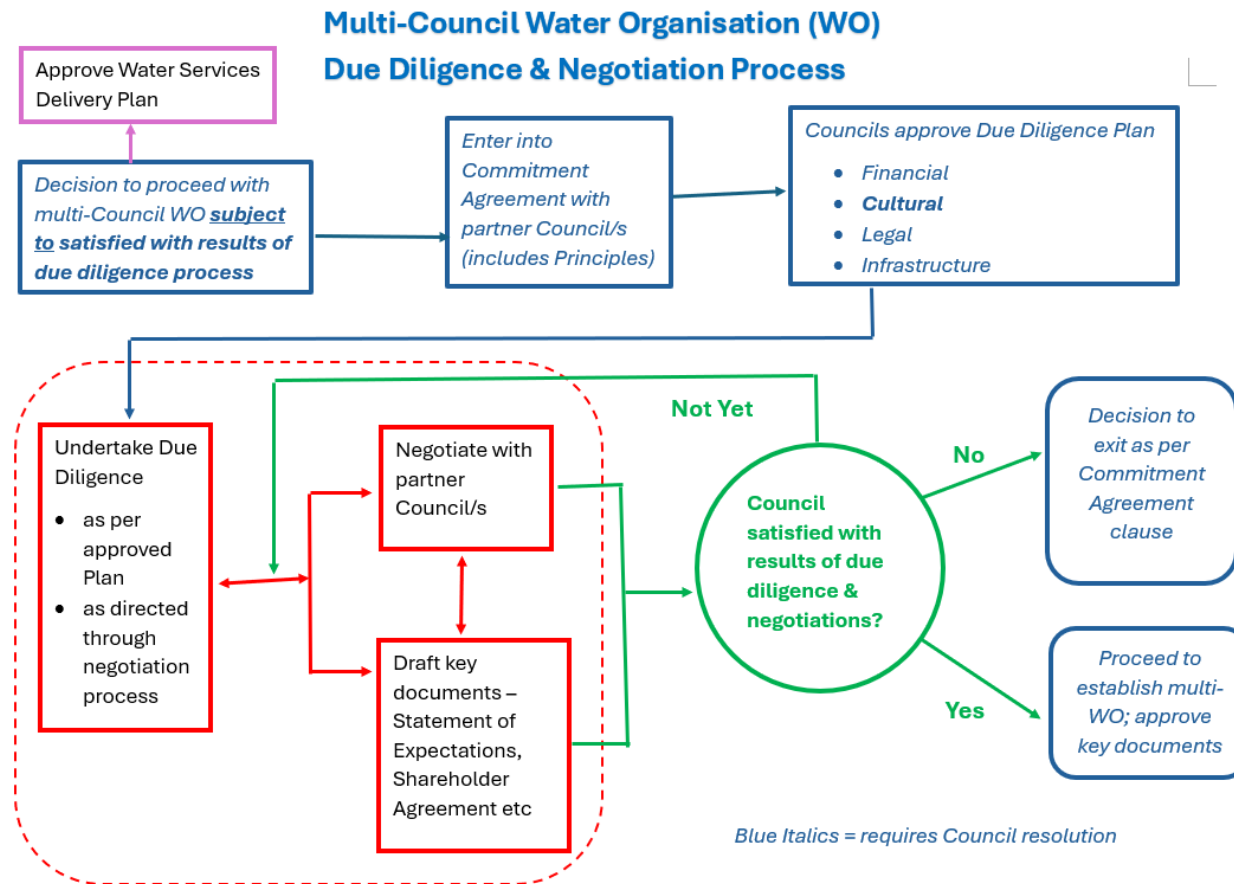 Multi-Council Water Organisation (WO)
Due Diligence & Negotiation Process
Approve Water Services
Delivery Plan
Decision to proceed with
multi-Council WO subject
to satisfied with results of
due diligence process
Enter into
Commitment
Agreement with
partner Council/s
(includes Principles)
Councils approve Due Diligence Plan
• Financial
• Cultural
• Legal
• Infrastructure
Undertake Due
Diligence
• as per
approved
Plan
• as directed
through
negotiation
process
Negotiate with
partner
Council/s
Draft key
documents –
Statement of
Expectations,
Shareholder
Agreement etc
Not Yet
Council
satisfied with
results of due
diligence &
negotiations?
No
Decision to
exit as per
Commitment
Agreement
clause
Yes
Proceed to
establish multi-
WO; approve
key documents
Blue Italics = requires Council resolution